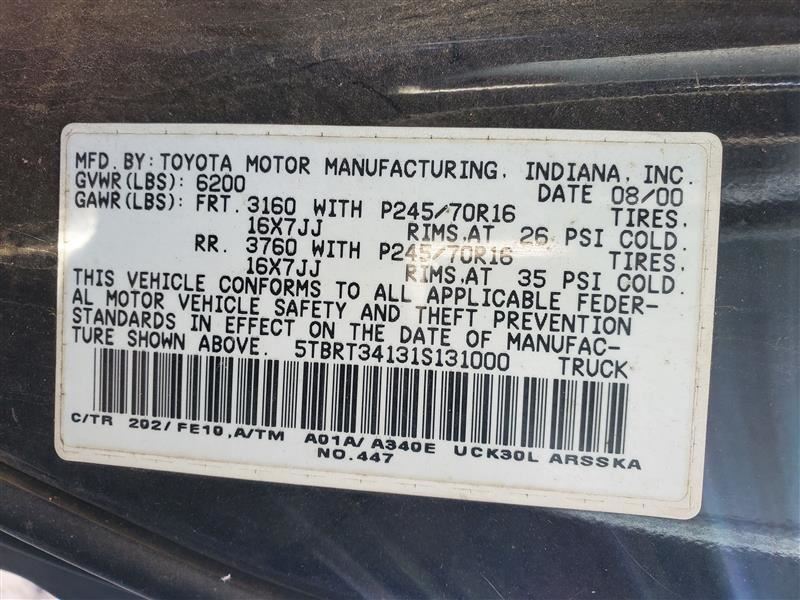 MFD. BY: TOYOTA MOTOR MANUFACTURING, INDIANA, INC.
GVWR(LBS): 6200 DATE 08/00
GAWR(LBS): FRT. 3160 WITH P245/70R16 TIRES,
16X7JJ RIMS,AT 26 PSI COLD.
RR. 3760 WITH P245/70R16 TIRES,
16X7JJ RIMS,AT 35 PSI COLD.
THIS VEHICLE CONFORMS TO ALL APPLICABLE FEDER-
AL MOTOR VEHICLE SAFETY AND THEFT PREVENTION
STANDARDS IN EFFECT ON THE DATE OF MANUFAC-
TURE SHOWN ABOVE. 5TBRT34131S131000 TRUCK
C/TR 202/FE10,A/TM A01A/A340E UCK30L ARSSKA
NO.447